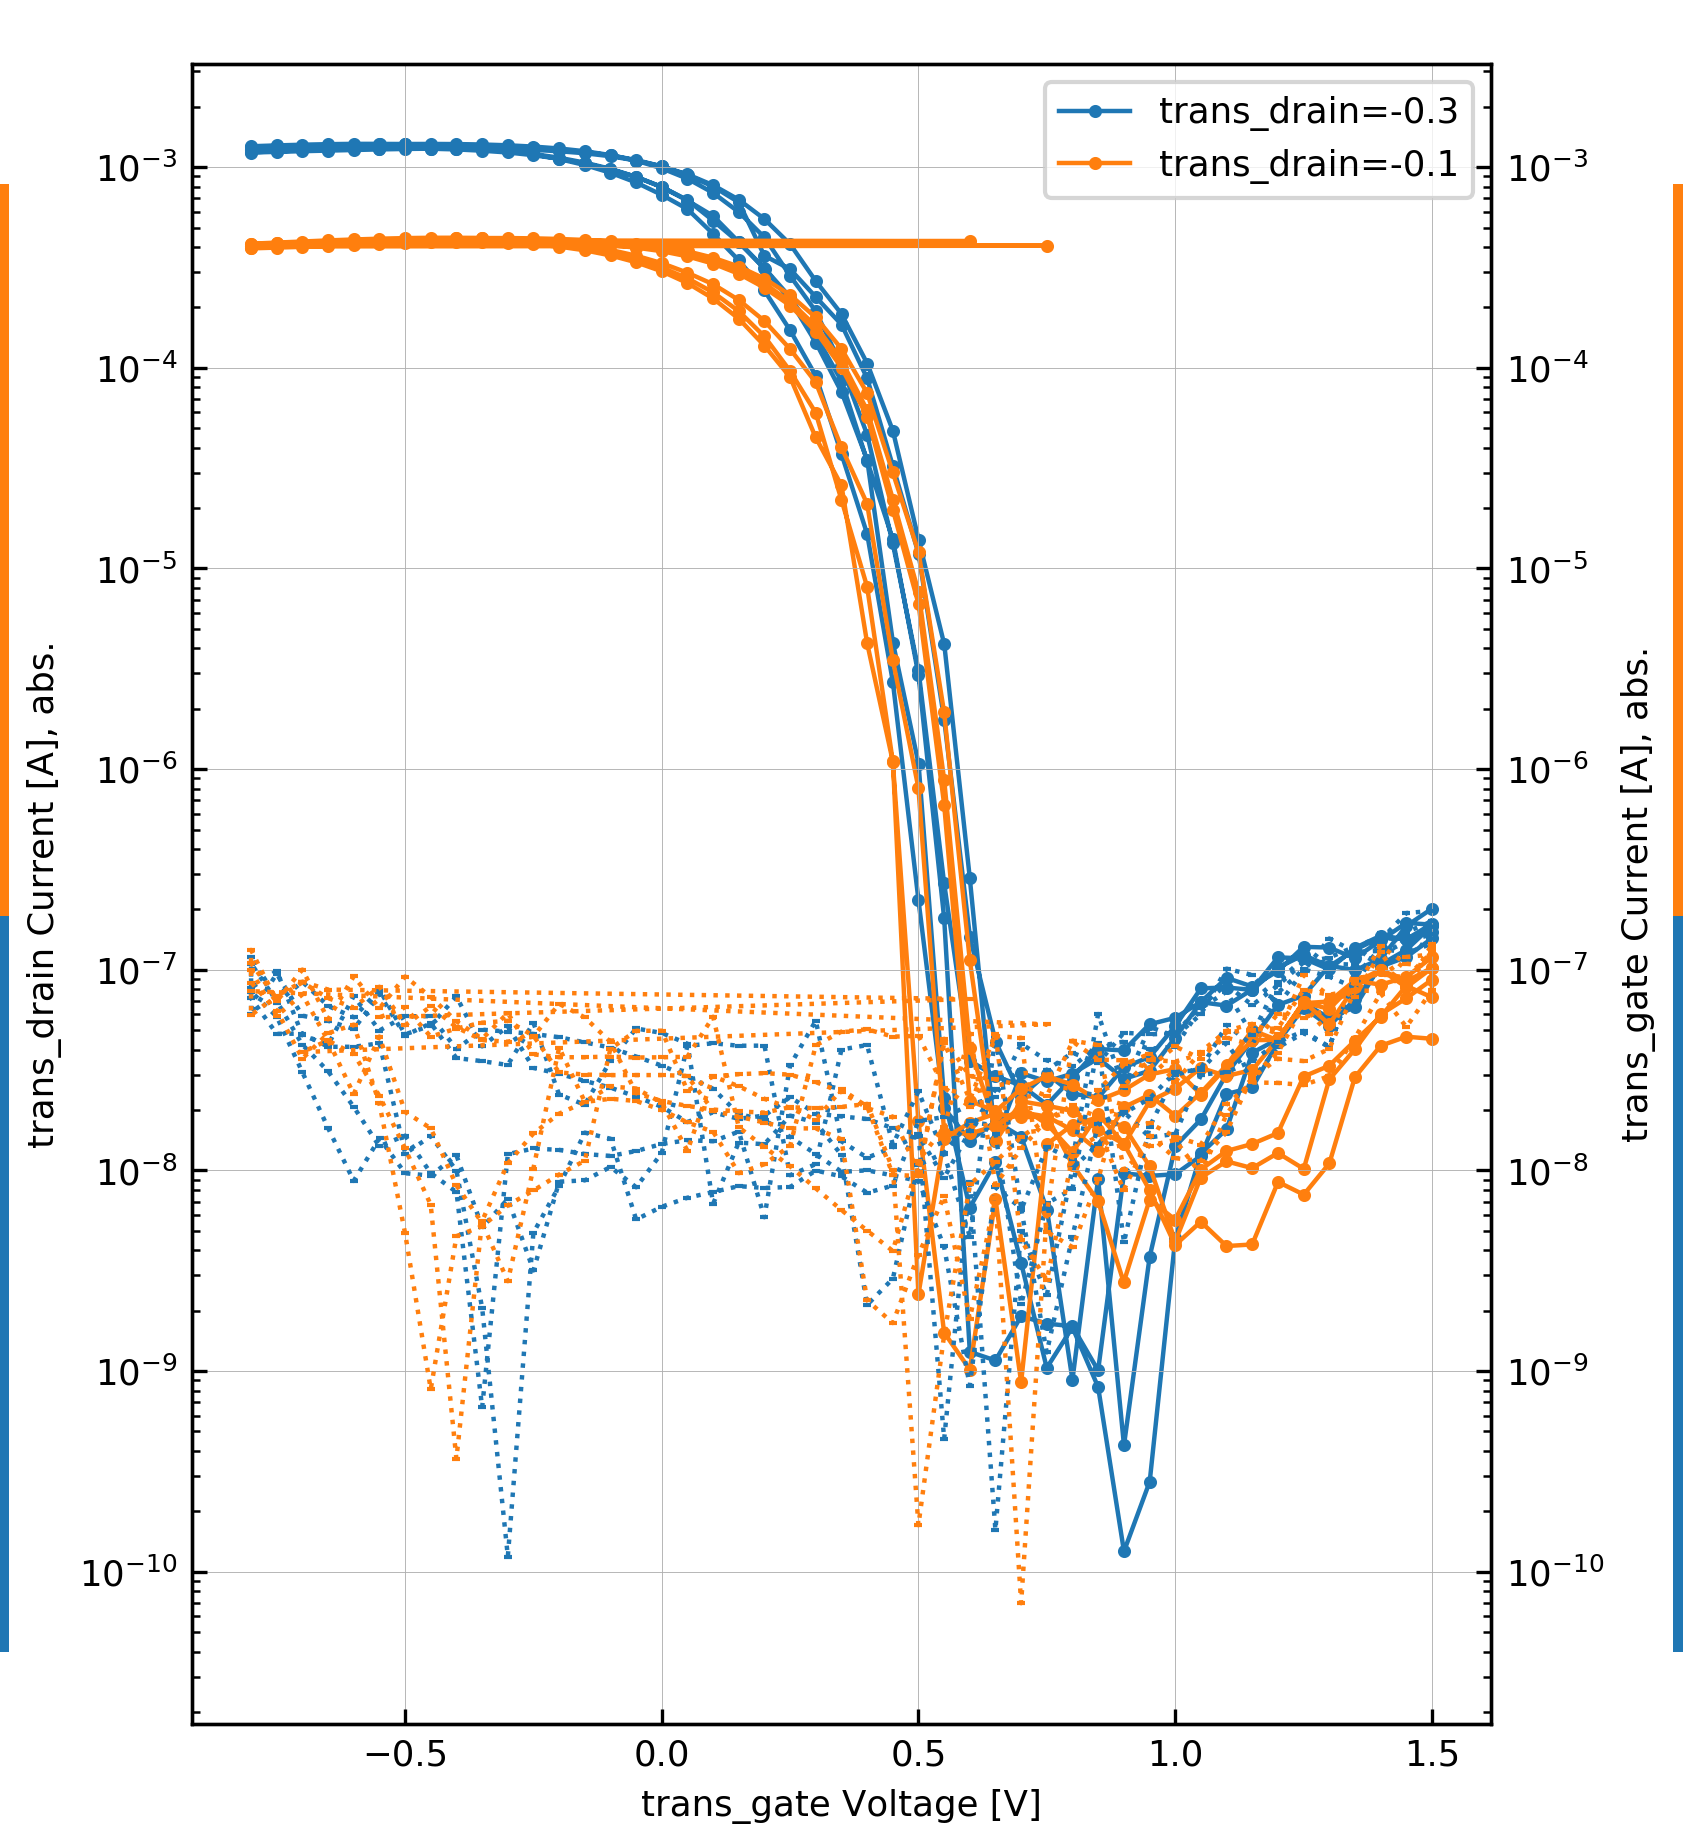 trans_drain=-0.3
trans_drain=-0.1
10⁻³
10⁻⁴
10⁻⁵
10⁻⁶
10⁻⁷
10⁻⁸
10⁻⁹
10⁻¹⁰
trans_drain Current [A], abs.
10⁻³
10⁻⁴
10⁻⁵
10⁻⁶
10⁻⁷
10⁻⁸
10⁻⁹
10⁻¹⁰
trans_gate Current [A], abs.
−0.5 0.0 0.5 1.0 1.5
trans_gate Voltage [V]